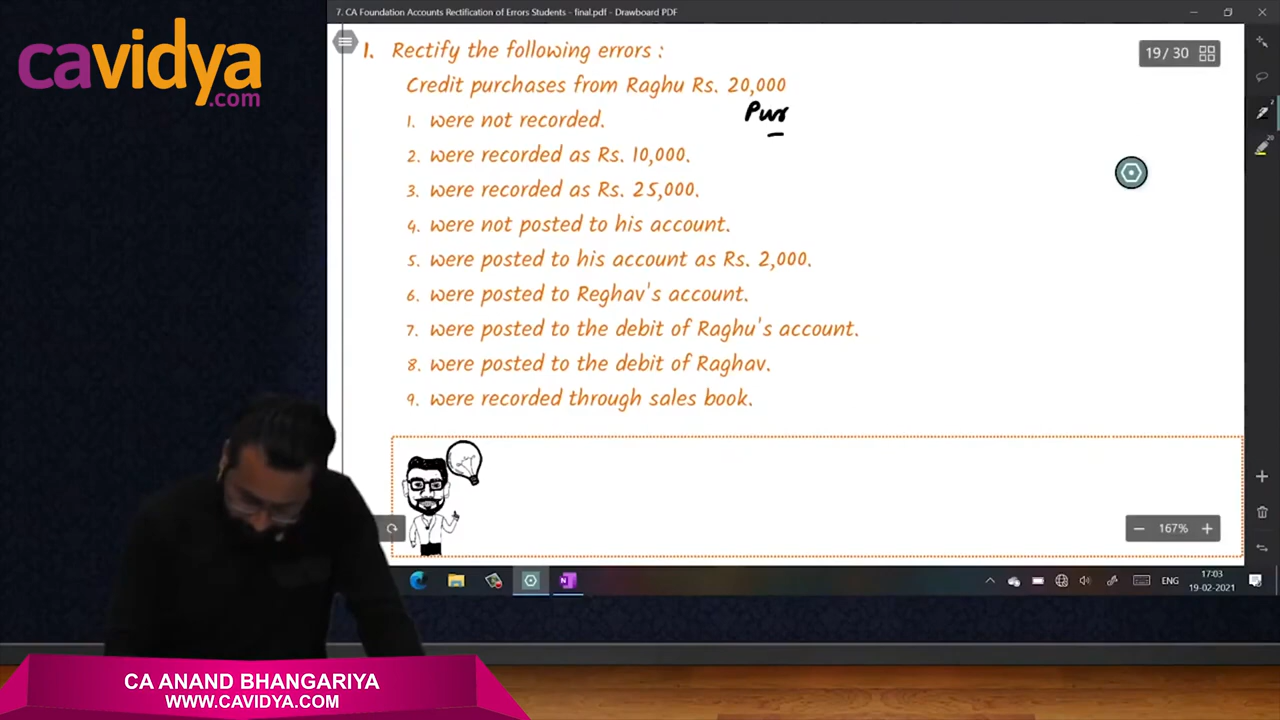 cavidya
.com
7. CA Foundation Accounts Rectification of Errors Students - final.pdf - Drawboard PDF
19 / 30
1. Rectify the following errors :
Credit purchases from Raghu Rs. 20,000
Pur
1. were not recorded.
2. were recorded as Rs. 10,000.
3. were recorded as Rs. 25,000.
4. were not posted to his account.
5. were posted to his account as Rs. 2,000.
6. were posted to Reghav's account.
7. were posted to the debit of Raghu's account.
8. were posted to the debit of Raghav.
9. were recorded through sales book.
167%
ENG
17:03
19-02-2021
CA ANAND BHANGARIYA
WWW.CAVIDYA.COM